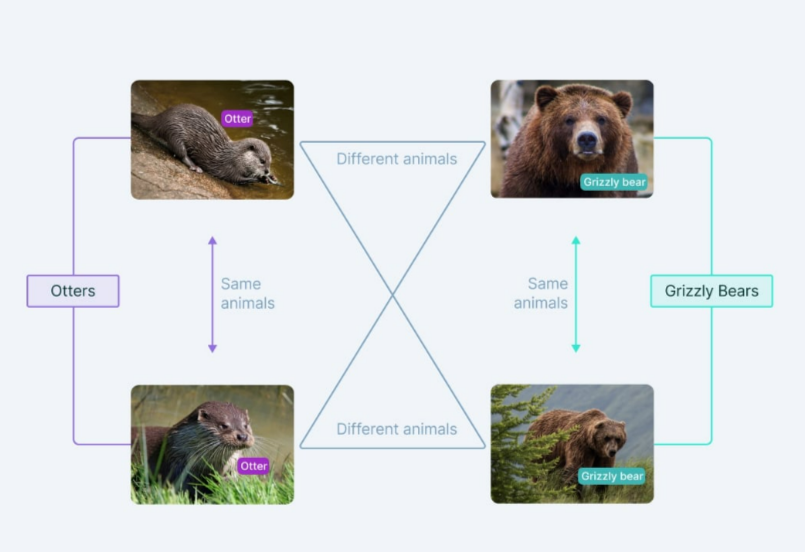 Otter
Different animals
Grizzly bear
Otters
Same
animals
Same
animals
Grizzly Bears
Different animals
Otter
Grizzly bear